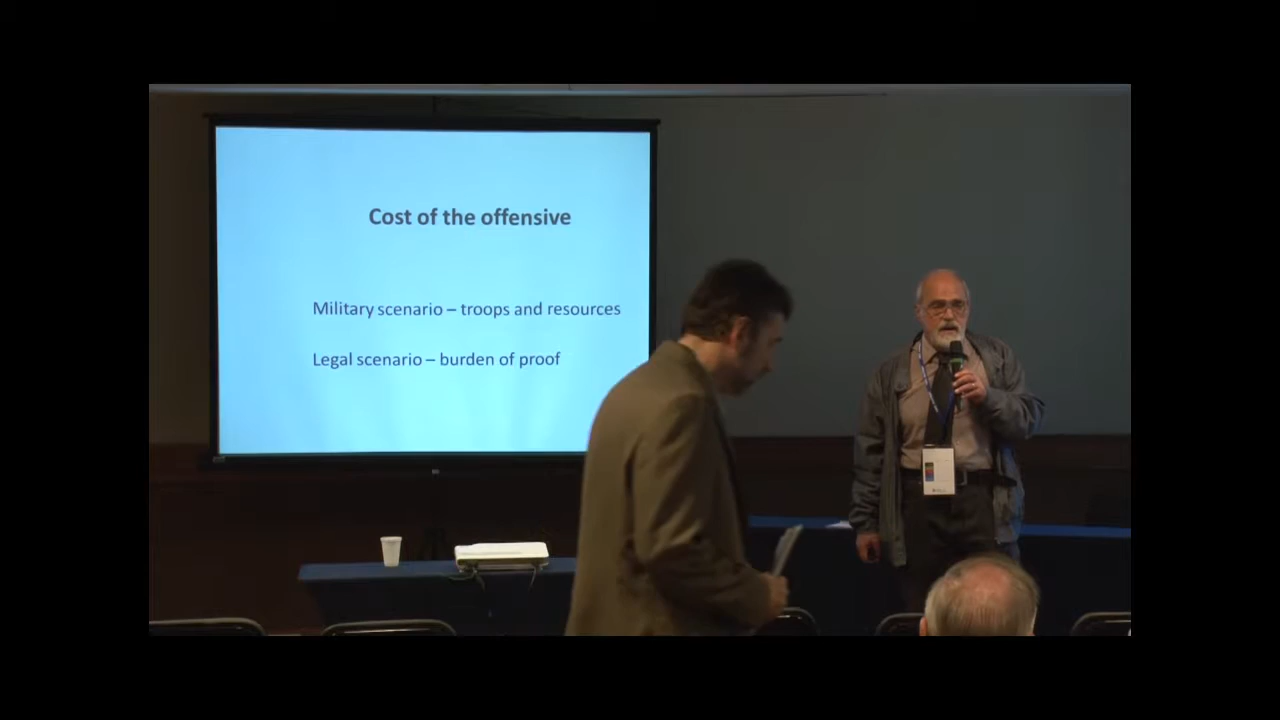 Cost of the offensive
Military scenario – troops and resources
Legal scenario – burden of proof